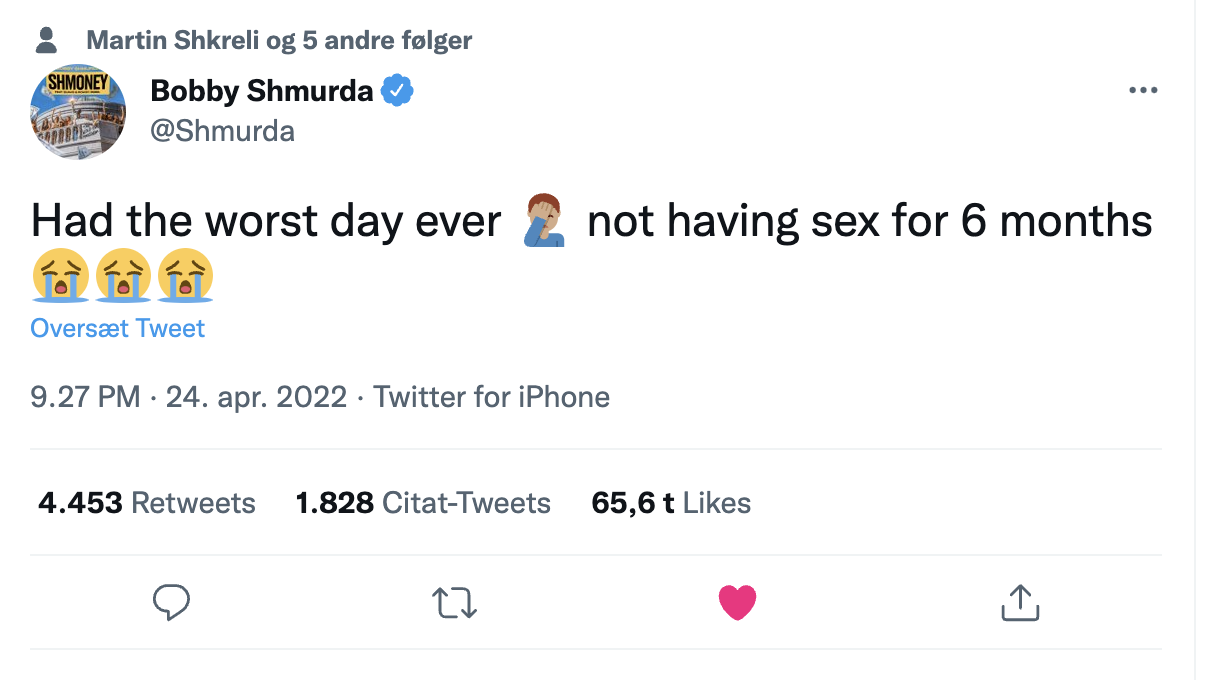 Martin Shkreli og 5 andre følger
SHMONEY
Bobby Shmurda
@Shmurda
Had the worst day ever 🤦🏽‍♂️ not having sex for 6 months
😭😭😭
Oversæt Tweet
9.27 PM · 24. apr. 2022 · Twitter for iPhone
4.453 Retweets 1.828 Citat-Tweets 65,6 t Likes